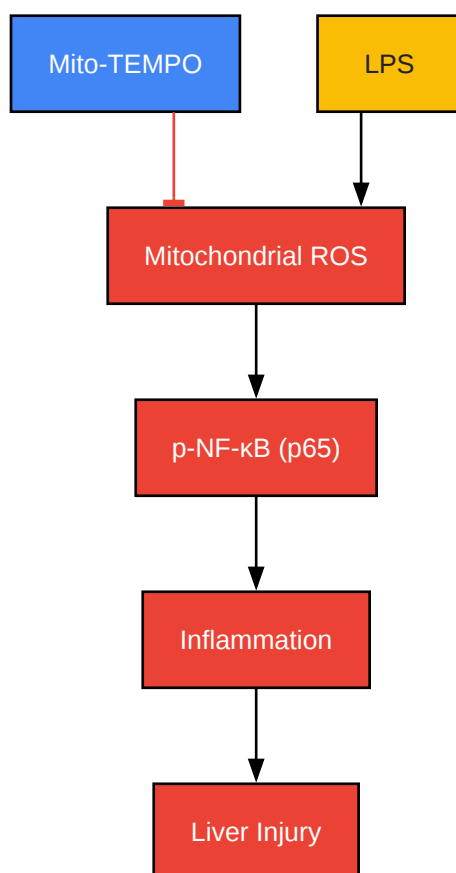 Mito-TEMPO
LPS
Mitochondrial ROS
p-NF-κB (p65)
Inflammation
Liver Injury